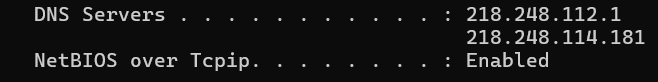 DNS Servers . . . . . . . . . . . : 218.248.112.1
218.248.114.181
NetBIOS over Tcpip. . . . . . . . : Enabled